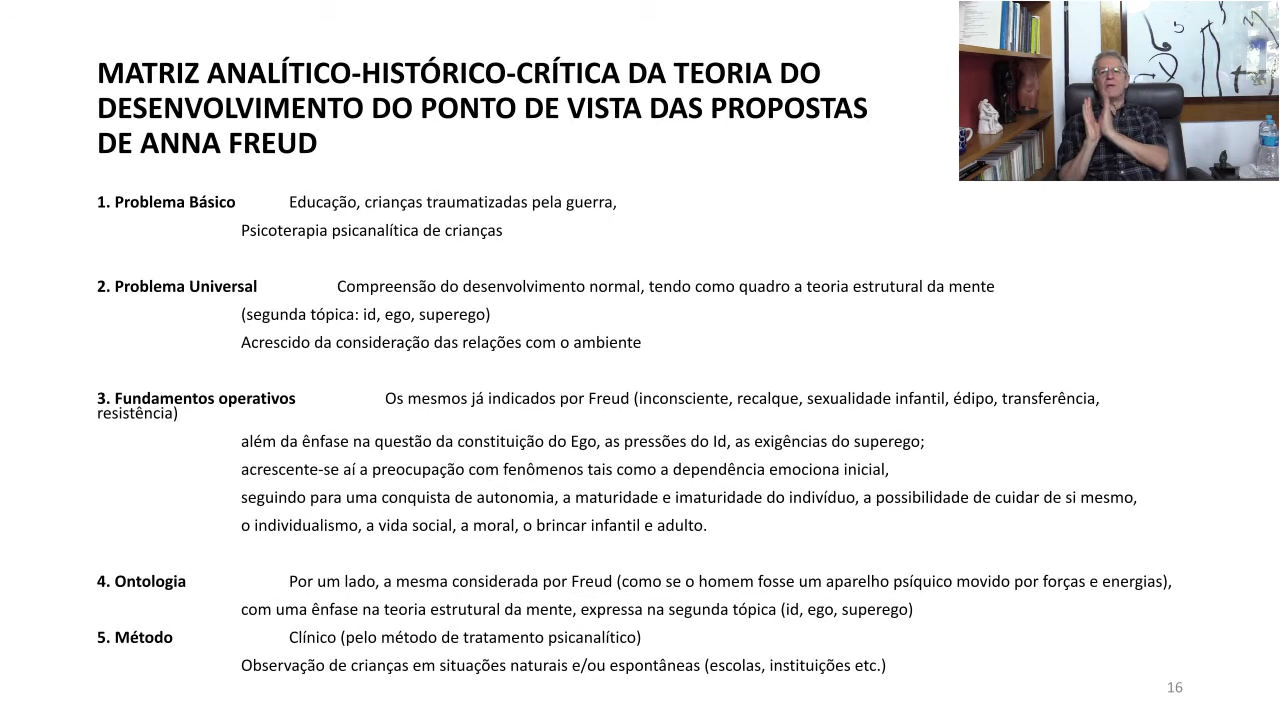 MATRIZ ANALÍTICO-HISTÓRICO-CRÍTICA DA TEORIA DO
DESENVOLVIMENTO DO PONTO DE VISTA DAS PROPOSTAS
DE ANNA FREUD
1. Problema Básico Educação, crianças traumatizadas pela guerra,
Psicoterapia psicanalítica de crianças
2. Problema Universal Compreensão do desenvolvimento normal, tendo como quadro a teoria estrutural da mente
(segunda tópica: id, ego, superego)
Acrescido da consideração das relações com o ambiente
3. Fundamentos operativos Os mesmos já indicados por Freud (inconsciente, recalque, sexualidade infantil, édipo, transferência,
resistência)
além da ênfase na questão da constituição do Ego, as pressões do Id, as exigências do superego;
acrescente-se aí a preocupação com fenômenos tais como a dependência emociona inicial,
seguindo para uma conquista de autonomia, a maturidade e imaturidade do indivíduo, a possibilidade de cuidar de si mesmo,
o individualismo, a vida social, a moral, o brincar infantil e adulto.
4. Ontologia Por um lado, a mesma considerada por Freud (como se o homem fosse um aparelho psíquico movido por forças e energias),
com uma ênfase na teoria estrutural da mente, expressa na segunda tópica (id, ego, superego)
5. Método Clínico (pelo método de tratamento psicanalítico)
Observação de crianças em situações naturais e/ou espontâneas (escolas, instituições etc.)
16